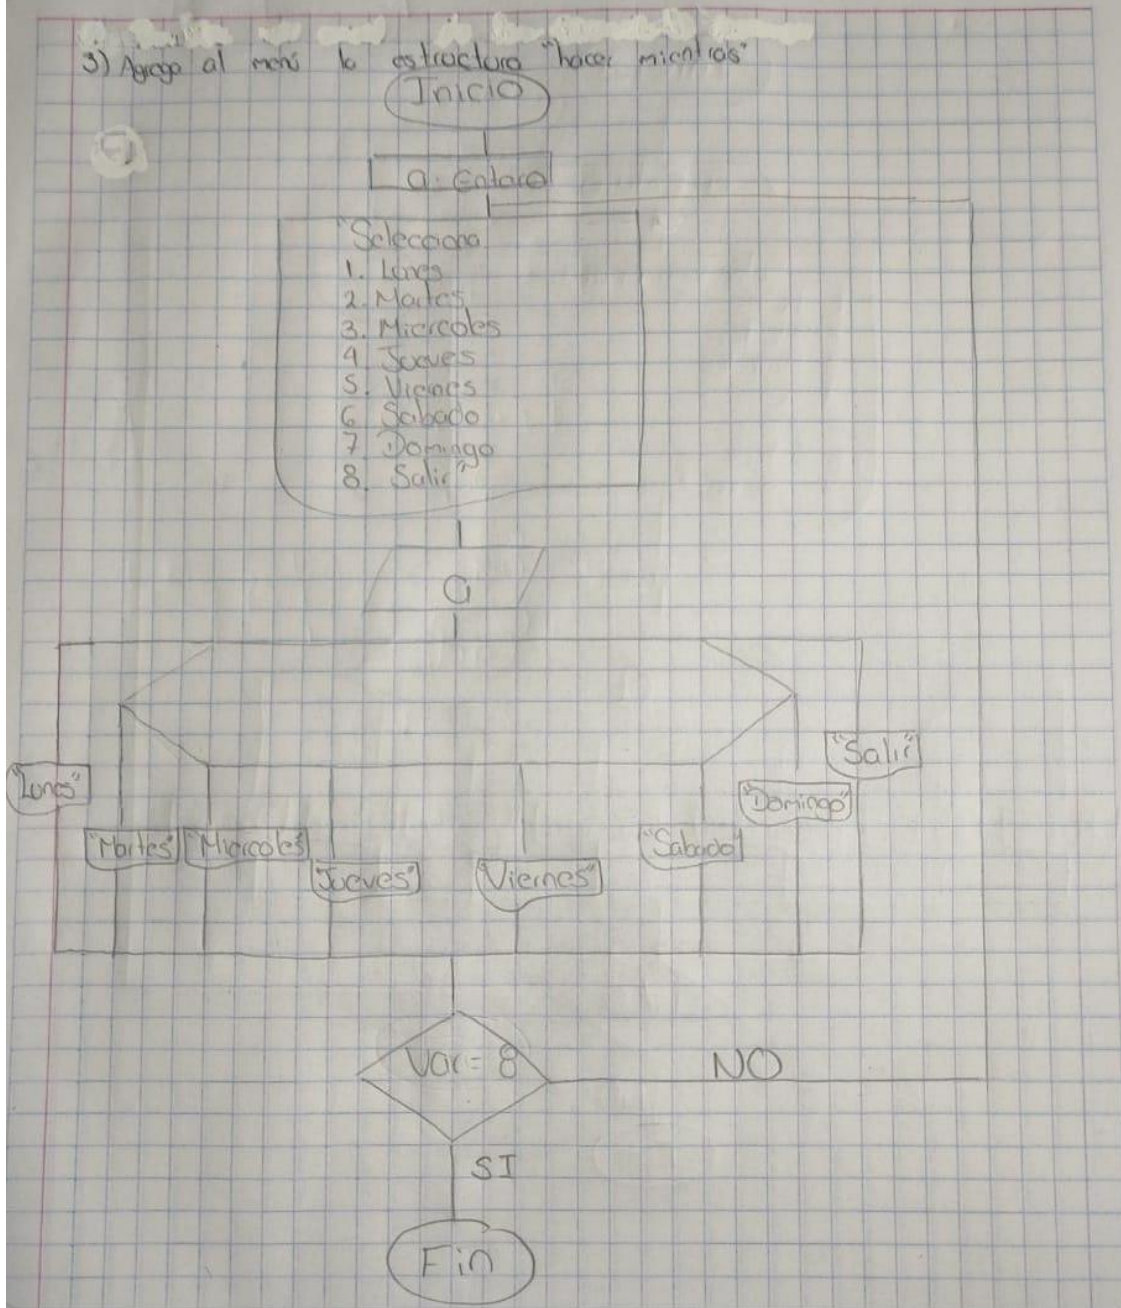 3) Agrega al menú la estructura "hacer mientras"
Inicio
a: Entero
"Selecciona
1. Lunes
2. Martes
3. Miercoles
4 Jueves
5. Viernes
6 Sabado
7 Domingo
8. Salir"
a
"Salir"
"Lunes"
"Domingo"
"Martes" "Miercoles" "Sabado"
"Jueves" "Viernes"
Var= 8 NO
SI
Fin